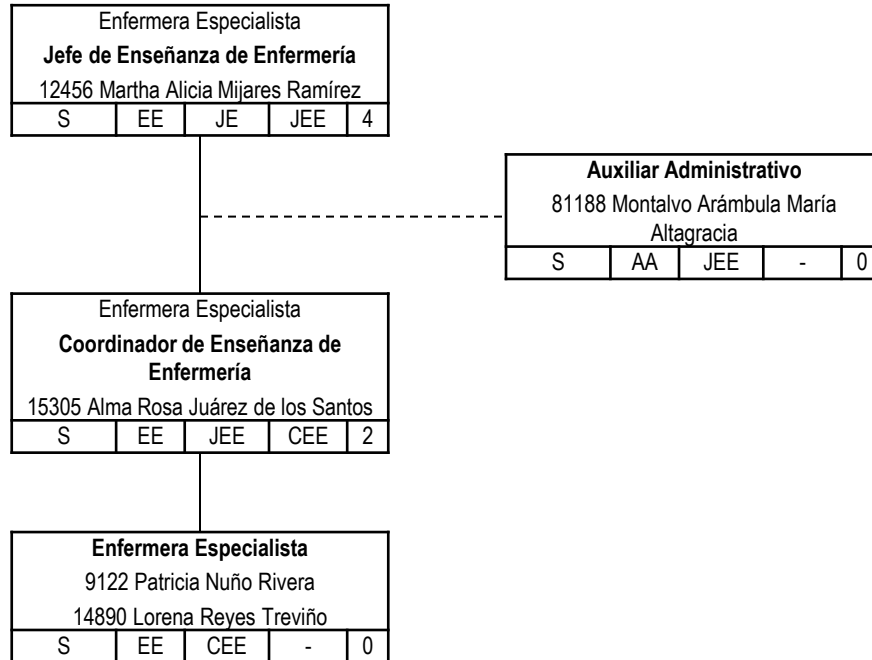 Enfermera Especialista
Jefe de Enseñanza de Enfermería
12456 Martha Alicia Mijares Ramírez
S EE JE JEE 4
Auxiliar Administrativo
81188 Montalvo Arámbula María
Altagracia
S AA JEE - 0
Enfermera Especialista
Coordinador de Enseñanza de
Enfermería
15305 Alma Rosa Juárez de los Santos
S EE JEE CEE 2
Enfermera Especialista
9122 Patricia Nuño Rivera
14890 Lorena Reyes Treviño
S EE CEE - 0